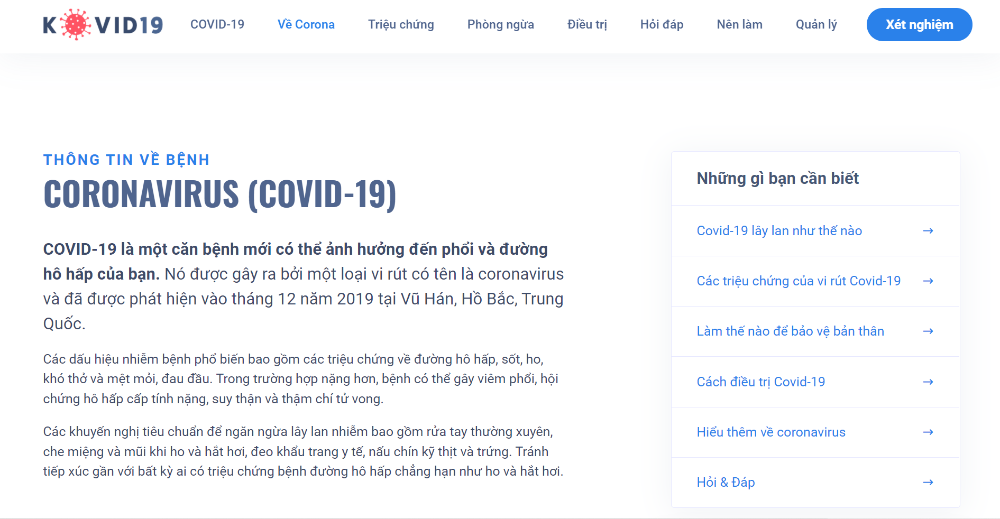 KOVID19
COVID-19
Về Corona
Triệu chứng
Phòng ngừa
Điều trị
Hỏi đáp
Nên làm
Quản lý
Xét nghiệm
THÔNG TIN VỀ BỆNH
CORONAVIRUS (COVID-19)
COVID-19 là một căn bệnh mới có thể ảnh hưởng đến phổi và đường
hô hấp của bạn. Nó được gây ra bởi một loại vi rút có tên là coronavirus
và đã được phát hiện vào tháng 12 năm 2019 tại Vũ Hán, Hồ Bắc, Trung
Quốc.
Các dấu hiệu nhiễm bệnh phổ biến bao gồm các triệu chứng về đường hô hấp, sốt, ho,
khó thở và mệt mỏi, đau đầu. Trong trường hợp nặng hơn, bệnh có thể gây viêm phổi, hội
chứng hô hấp cấp tính nặng, suy thận và thậm chí tử vong.
Các khuyến nghị tiêu chuẩn để ngăn ngừa lây lan nhiễm bao gồm rửa tay thường xuyên,
che miệng và mũi khi ho và hắt hơi, đeo khẩu trang y tế, nấu chín kỹ thịt và trứng. Tránh
tiếp xúc gần với bất kỳ ai có triệu chứng bệnh đường hô hấp chẳng hạn như ho và hắt hơi.
Những gì bạn cần biết
Covid-19 lây lan như thế nào →
Các triệu chứng của vi rút Covid-19 →
Làm thế nào để bảo vệ bản thân →
Cách điều trị Covid-19 →
Hiểu thêm về coronavirus →
Hỏi & Đáp →